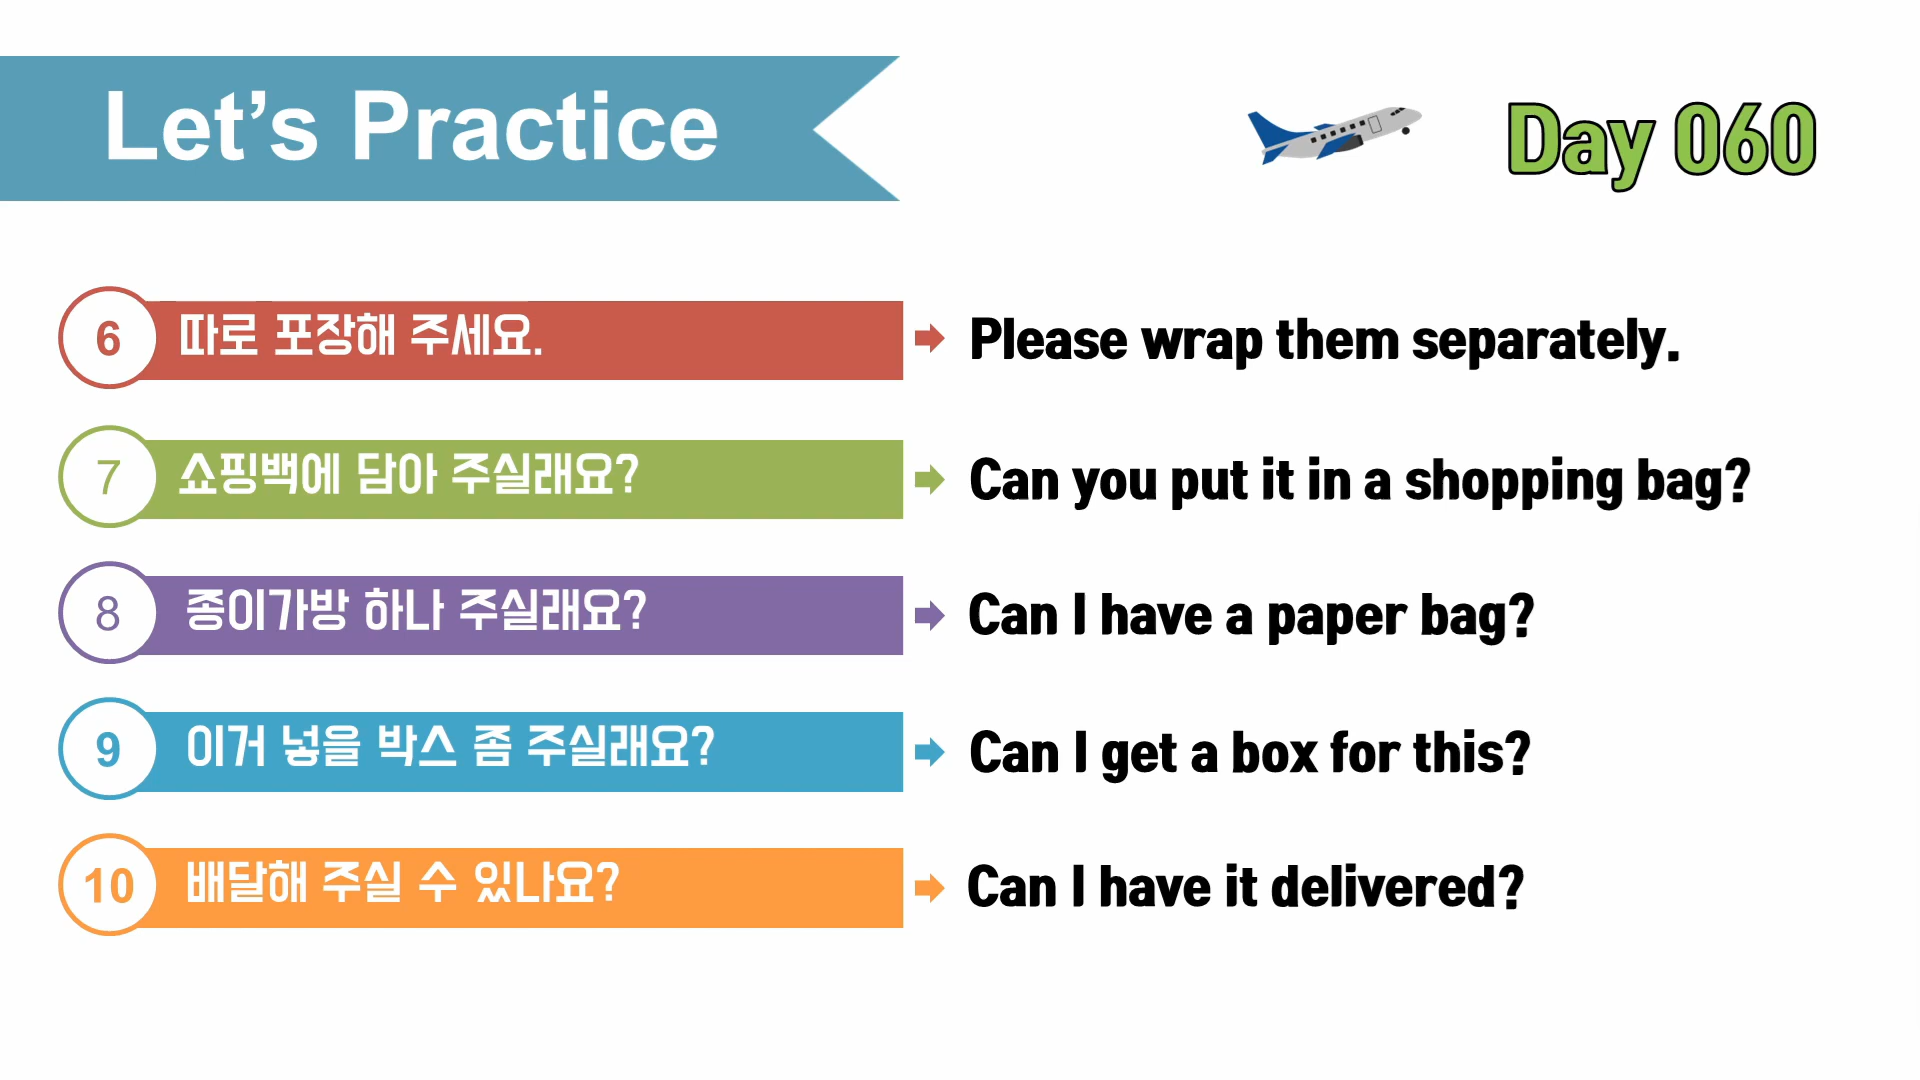 Let's Practice
Day 060
6 따로 포장해 주세요. Please wrap them separately.
7 쇼핑백에 담아 주실래요? Can you put it in a shopping bag?
8 종이가방 하나 주실래요? Can I have a paper bag?
9 이거 넣을 박스 좀 주실래요? Can I get a box for this?
10 배달해 주실 수 있나요? Can I have it delivered?